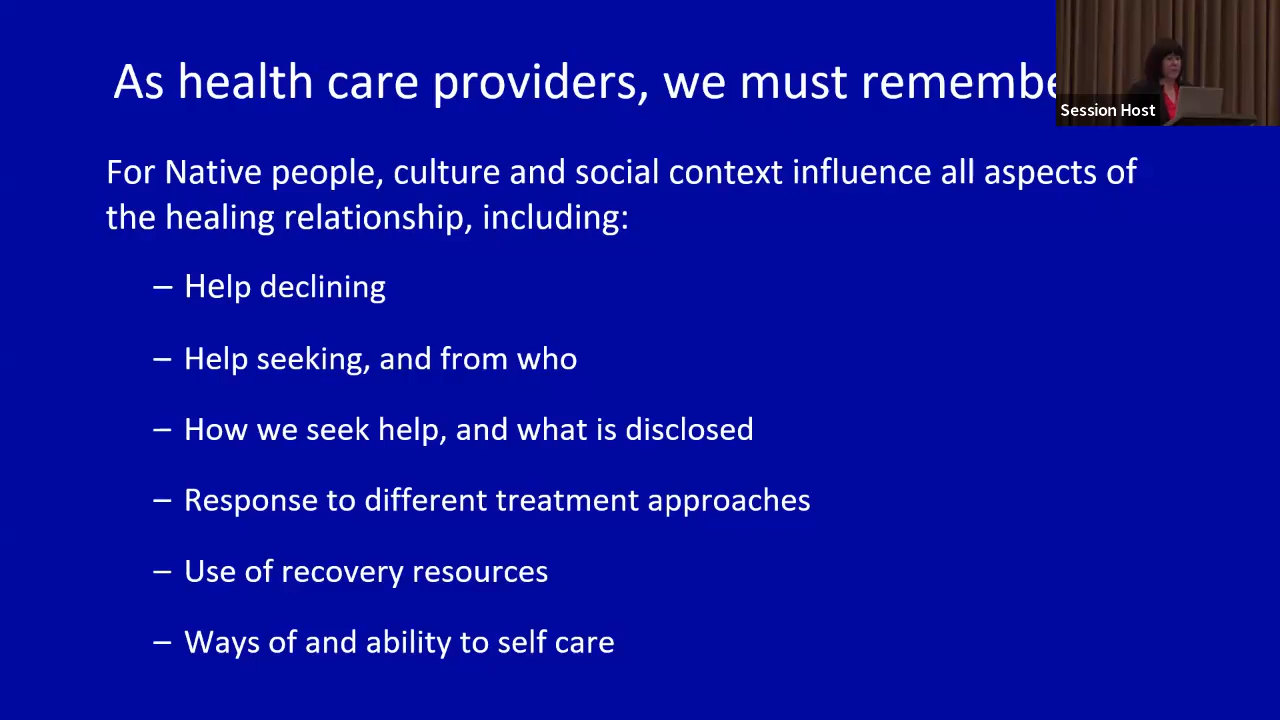 As health care providers, we must remembe
Session Host
For Native people, culture and social context influence all aspects of
the healing relationship, including:
– Help declining
– Help seeking, and from who
– How we seek help, and what is disclosed
– Response to different treatment approaches
– Use of recovery resources
– Ways of and ability to self care